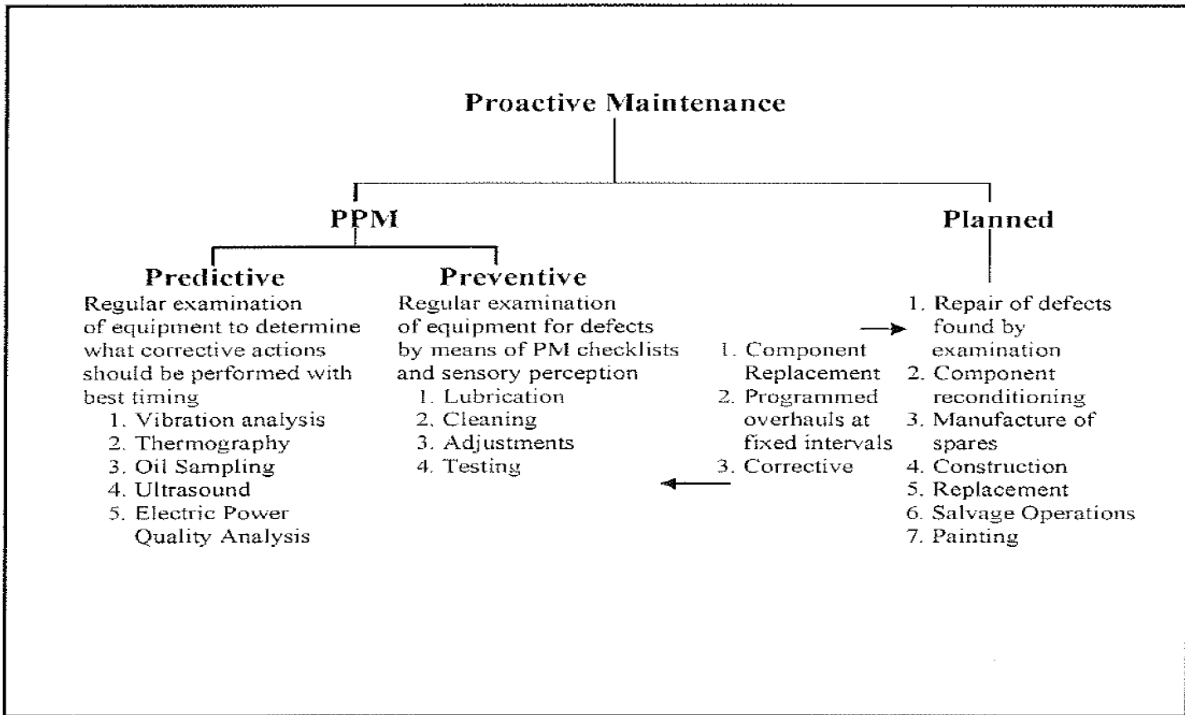 Proactive Maintenance
PPM
Planned
Predictive
Regular examination
of equipment to determine
what corrective actions
should be performed with
best timing
1. Vibration analysis
2. Thermography
3. Oil Sampling
4. Ultrasound
5. Electric Power
Quality Analysis
Preventive
Regular examination
of equipment for defects
by means of PM checklists
and sensory perception
1. Lubrication
2. Cleaning
3. Adjustments
4. Testing
1. Component
Replacement
2. Programmed
overhauls at
fixed intervals
3. Corrective
1. Repair of defects
found by
examination
2. Component
reconditioning
3. Manufacture of
spares
4. Construction
5. Replacement
6. Salvage Operations
7. Painting